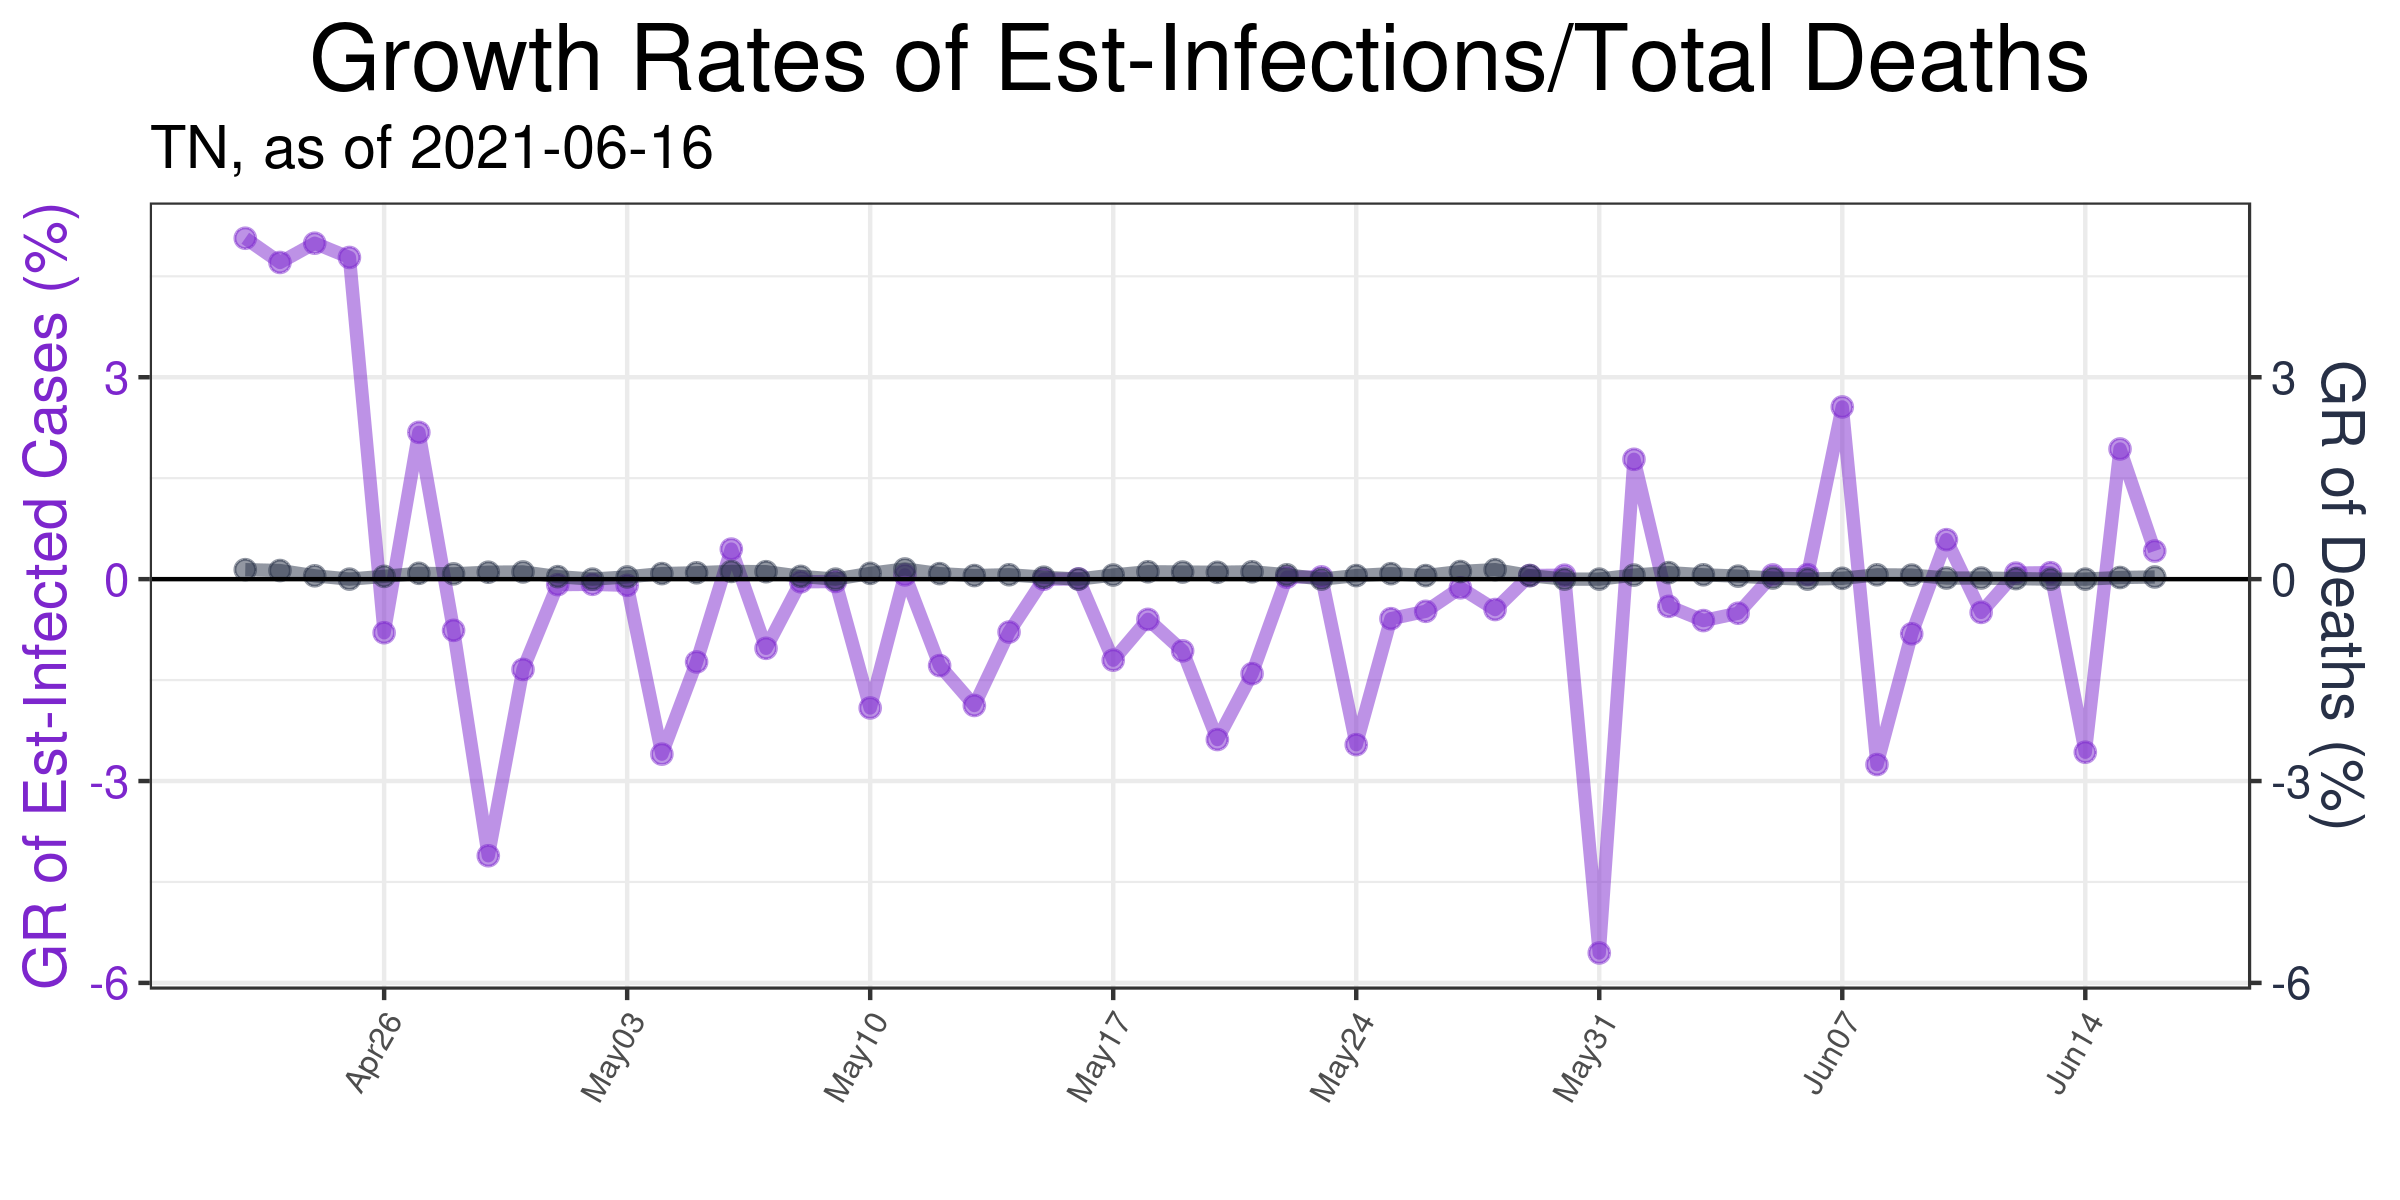 Growth Rates of Est-Infections/Total Deaths
TN, as of 2021-06-16
GR of Est-Infected Cases (%)
3
0
-3
-6
3
0
-3
-6
GR of Deaths (%)
Apr26
May03
May10
May17
May24
May31
Jun07
Jun14